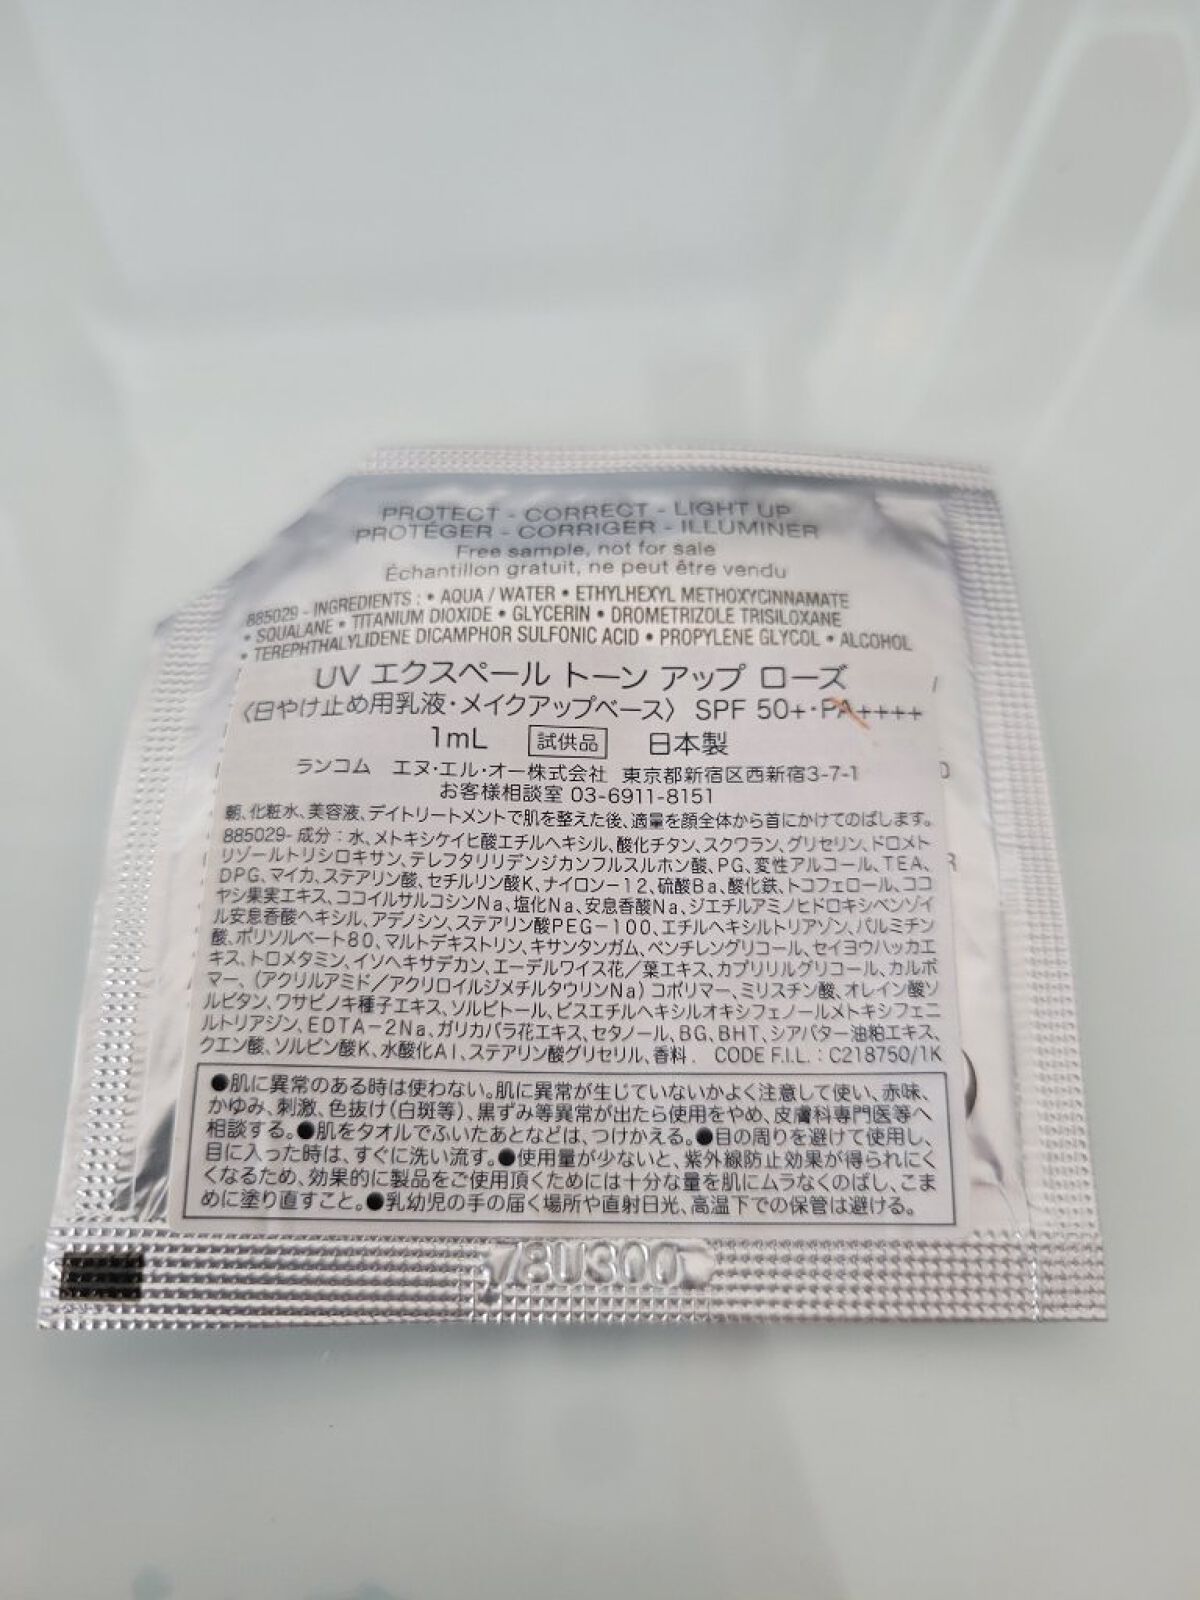 PROTECT - CORRECT - LIGHT UP
PROTÉGER - CORRIGER - ILLUMINER
Free sample, not for sale
Échantillon gratuit, ne peut être vendu
885029 - INGREDIENTS : • AQUA / WATER • ETHYLHEXYL METHOXYCINNAMATE
• SQUALANE • TITANIUM DIOXIDE • GLYCERIN • DROMETRIZOLE TRISILOXANE
• TEREPHTHALYLIDENE DICAMPHOR SULFONIC ACID • PROPYLENE GLYCOL • ALCOHOL
UV エクスペール トーン アップ ローズ
〈日やけ止め用乳液・メイクアップベース〉 SPF 50+・PA++++
1mL 試供品 日本製
ランコム エヌ・エル・オー株式会社 東京都新宿区西新宿3-7-1
お客様相談室 03-6911-8151
朝、化粧水、美容液、デイトリートメントで肌を整えた後、適量を顔全体から首にかけてのばします。
885029- 成分：水、メトキシケイヒ酸エチルヘキシル、酸化チタン、スクワラン、グリセリン、ドロメト
リゾールトリシロキサン、テレフタリリデンジカンフルスルホン酸、PG、変性アルコール、TEA、
DPG、マイカ、ステアリン酸、セチルリン酸K、ナイロン-12、硫酸Ba、酸化鉄、トコフェロール、ココ
ヤシ果実エキス、ココイルサルコシンNa、塩化Na、安息香酸Na、ジエチルアミノヒドロキシベンゾイ
ル安息香酸ヘキシル、アデノシン、ステアリン酸PEG-100、エチルヘキシルトリアゾン、パルミチン
酸、ポリソルベート80、マルトデキストリン、キサンタンガム、ペンチレングリコール、セイヨウハッカエ
キス、トロメタミン、イソヘキサデカン、エーデルワイス花／葉エキス、カプリリルグリコール、カルボ
マー、（アクリルアミド／アクリロイルジメチルタウリンNa）コポリマー、ミリスチン酸、オレイン酸ソ
ルビタン、ワサビノキ種子エキス、ソルビトール、ビスエチルヘキシルオキシフェノールメトキシフェニ
ルトリアジン、EDTA-2Na、ガリカバラ花エキス、セタノール、BG、BHT、シアバター油粕エキス、
クエン酸、ソルビン酸K、水酸化Al、ステアリン酸グリセリル、香料. CODE F.I.L. : C218750/1K
●肌に異常のある時は使わない。肌に異常が生じていないかよく注意して使い、赤味、
かゆみ、刺激、色抜け(白斑等)、黒ずみ等異常が出たら使用をやめ、皮膚科専門医等へ
相談する。●肌をタオルでふいたあとなどは、つけかえる。●目の周りを避けて使用し、
目に入った時は、すぐに洗い流す。●使用量が少ないと、紫外線防止効果が得られにく
くなるため、効果的に製品をご使用頂くためには十分な量を肌にムラなくのばし、こま
めに塗り直すこと。●乳幼児の手の届く場所や直射日光、高温下での保管は避ける。
78U300